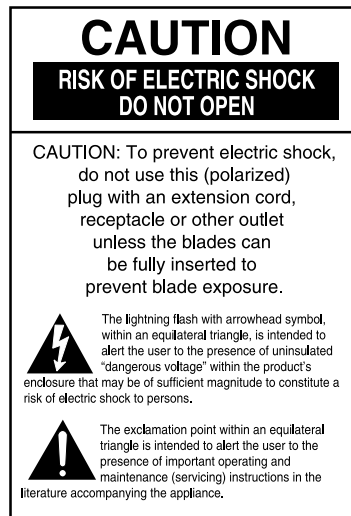 CAUTION
RISK OF ELECTRIC SHOCK
DO NOT OPEN
CAUTION: To prevent electric shock,
do not use this (polarized)
plug with an extension cord,
receptacle or other outlet
unless the blades can
be fully inserted to
prevent blade exposure.
The lightning flash with arrowhead symbol,
within an equilateral triangle, is intended to
alert the user to the presence of uninsulated
“dangerous voltage” within the product’s
enclosure that may be of sufficient magnitude to constitute a
risk of electric shock to persons.
The exclamation point within an equilateral
triangle is intended to alert the user to the
presence of important operating and
maintenance (servicing) instructions in the
literature accompanying the appliance.